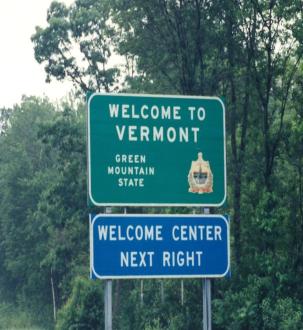 WELCOME TO
VERMONT
GREEN
MOUNTAIN
STATE
WELCOME CENTER
NEXT RIGHT